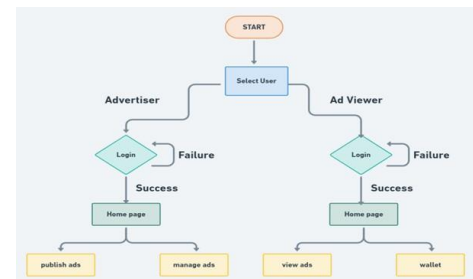 START
Select User
Advertiser
Ad Viewer
Login
Failure
Login
Failure
Success
Success
Home page
Home page
publish ads
manage ads
view ads
wallet